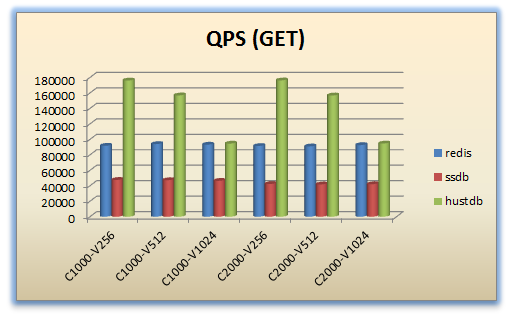 QPS (GET)
180000
160000
140000
120000
100000
80000
60000
40000
20000
0
C1000-V256
C1000-V512
C1000-V1024
C2000-V256
C2000-V512
C2000-V1024
redis
ssdb
hustdb